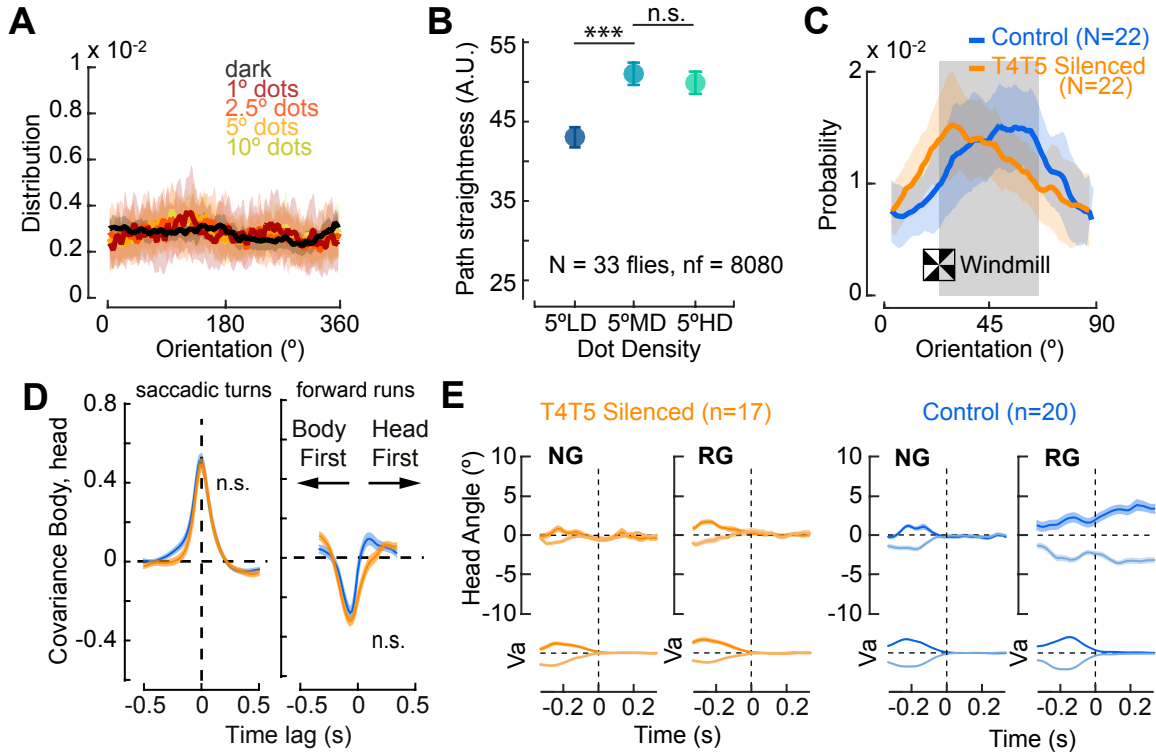 A
x 10-2
1
0.8
0.6
0.4
0.2
0
Distribution
dark
1º dots
2.5º dots
5º dots
10º dots
0 180 360
Orientation (º)
B
*** n.s.
55
45
35
25
Path straightness (A.U.)
N = 33 flies, nf = 8080
5ºLD 5ºMD 5ºHD
Dot Density
C
x 10-2
Control (N=22)
T4T5 Silenced
(N=22)
2
1
0
Probability
Windmill
0 45 90
Orientation (º)
D
saccadic turns forward runs
0.8
0.4
0
-0.4
Covariance Body, head
n.s.
Body Head
First First
n.s.
-0.5 0 0.5 -0.5 0 0.5
Time lag (s)
E
T4T5 Silenced (n=17) Control (n=20)
NG RG NG RG
Head Angle (º)
10
5
0
-5
-10
10
5
0
-5
-10
Va Va Va Va
-0.2 0 0.2 -0.2 0 0.2 -0.2 0 0.2 -0.2 0 0.2
Time (s) Time (s)